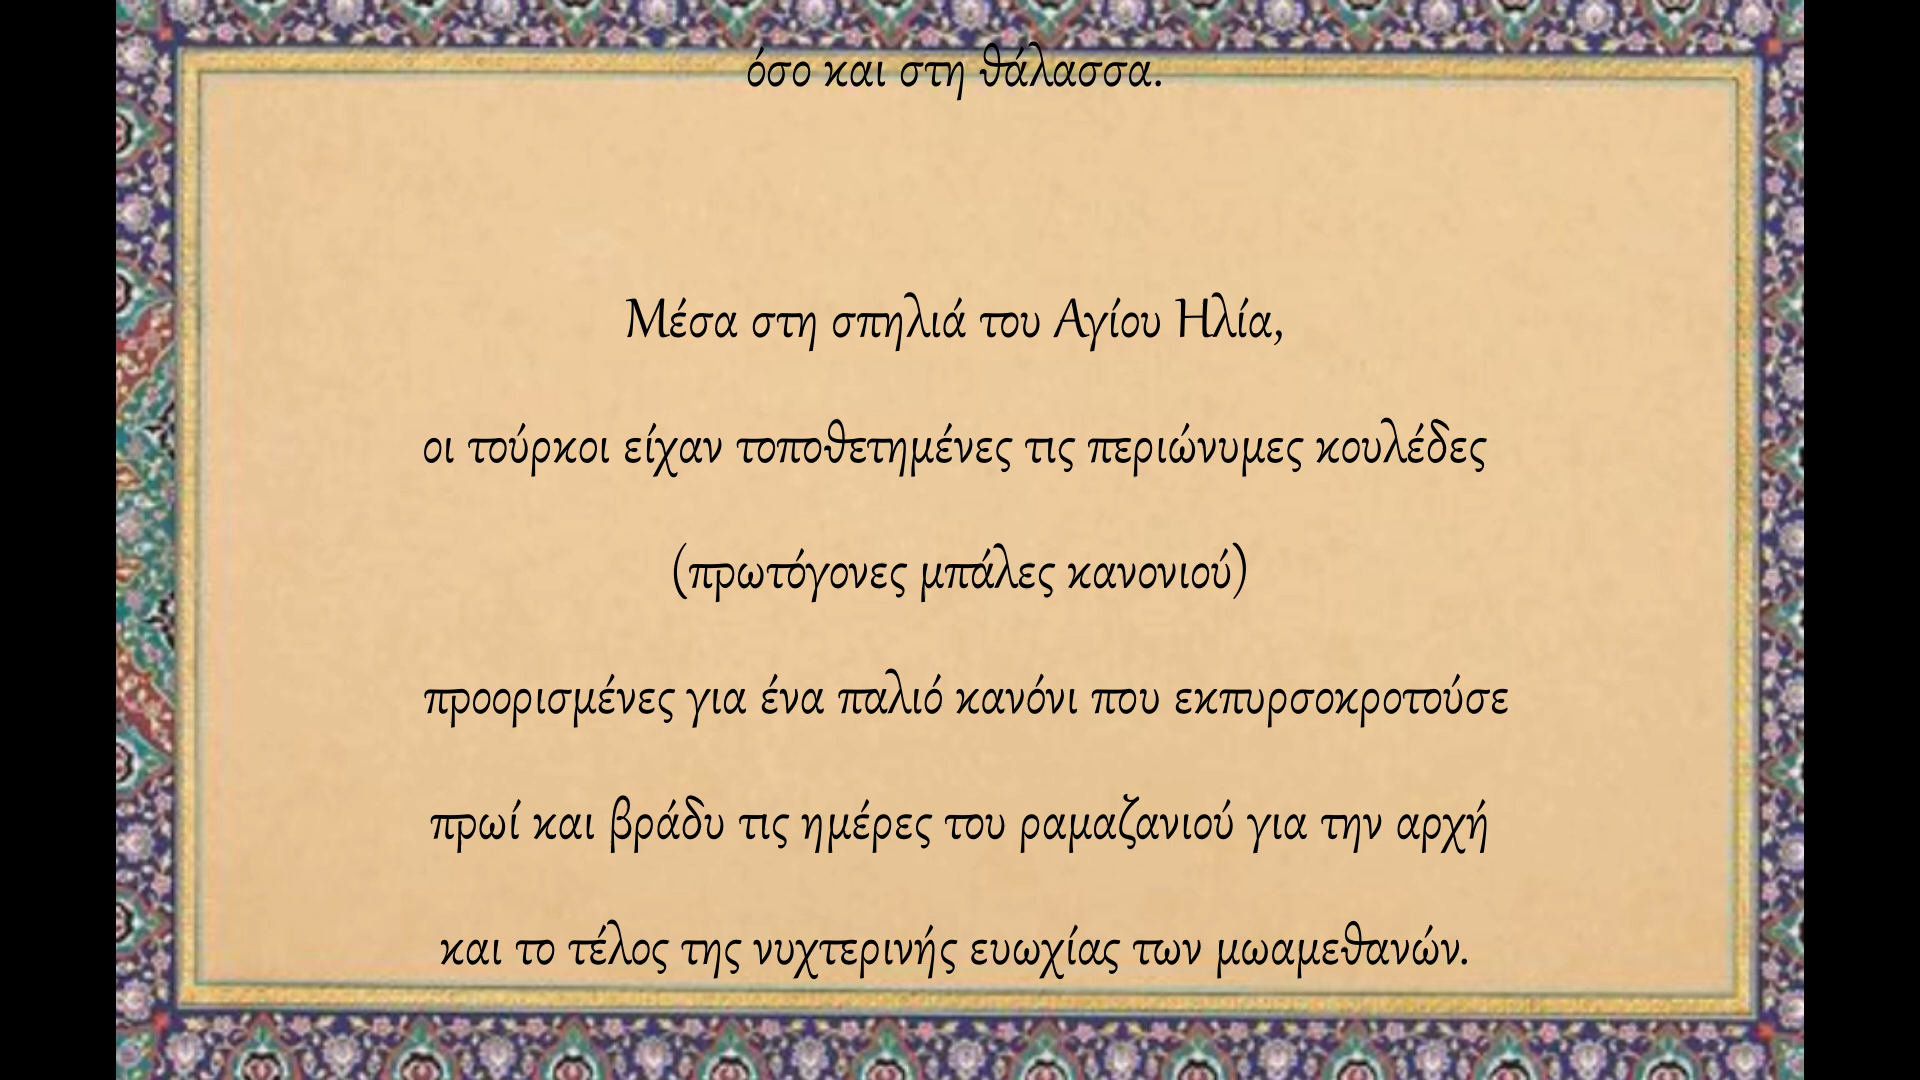 όσο και στη θάλασσα.
Μέσα στη σπηλιά του Αγίου Ηλία,
οι τούρκοι είχαν τοποθετημένες τις περιώνυμες κουλέδες
(πρωτόγονες μπάλες κανονιού)
προορισμένες για ένα παλιό κανόνι που εκπυρσοκροτούσε
πρωί και βράδυ τις ημέρες του ραμαζανιού για την αρχή
και το τέλος της νυχτερινής ευωχίας των μωαμεθανών.